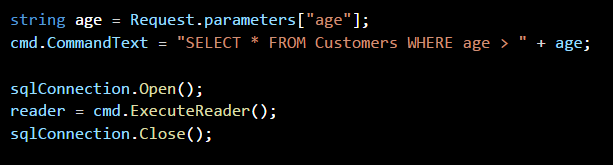 string age = Request.parameters["age"];
cmd.CommandText = "SELECT * FROM Customers WHERE age > " + age;
sqlConnection.Open();
reader = cmd.ExecuteReader();
sqlConnection.Close();